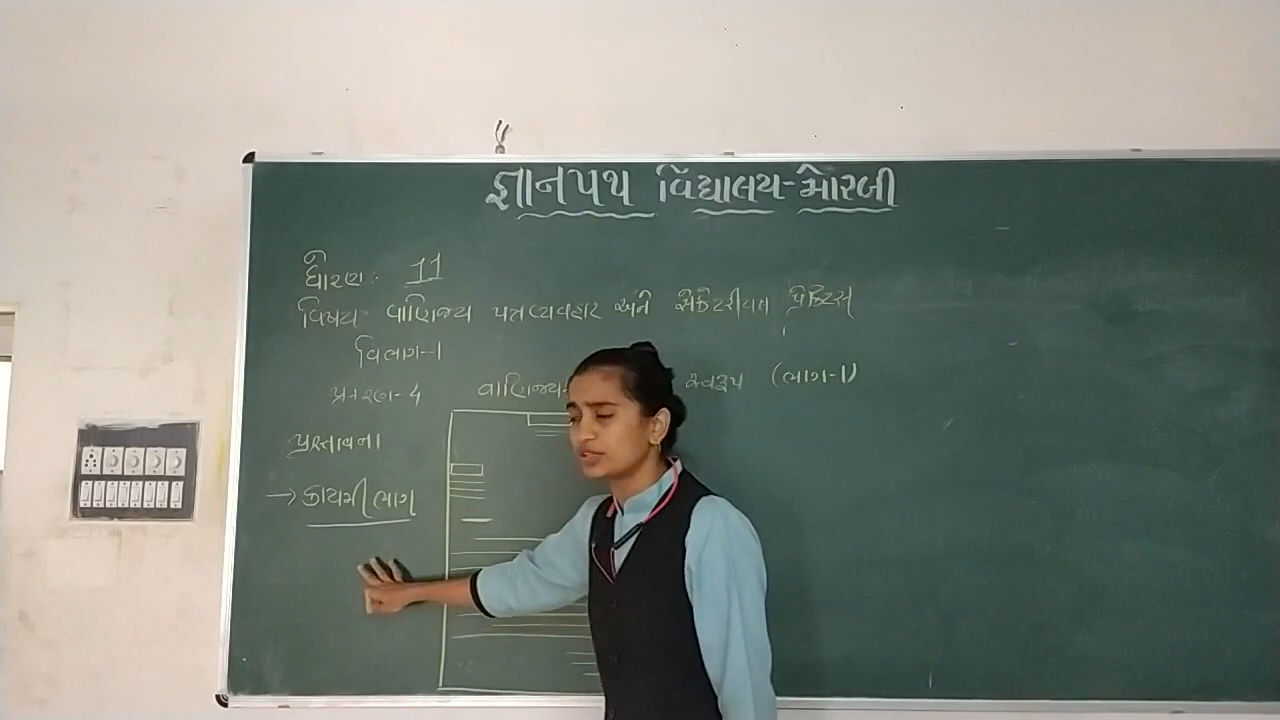 જ્ઞાનપથ વિદ્યાલય-મોરબી
ધોરણ: 11
વિષય: વાણિજ્ય પત્રવ્યવહાર અને સેક્રેટરીયલ પ્રેક્ટિસ
વિભાગ-1
પ્રકરણ-4 વાણિજ્ય- સ્વરૂપ (ભાગ-1)
પ્રસ્તાવના
→ કાયમી ભાગ